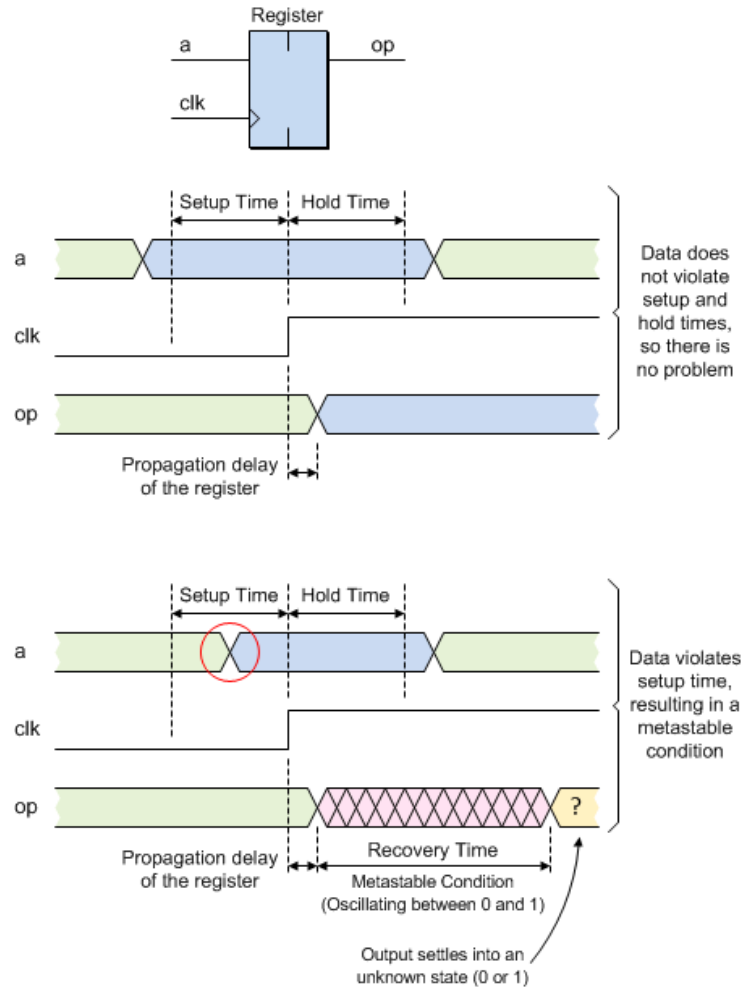 Register
a
op
clk
Setup Time
Hold Time
a
clk
op
Data does
not violate
setup and
hold times,
so there is
no problem
Propagation delay
of the register
Setup Time
Hold Time
a
clk
op
?
Data violates
setup time,
resulting in a
metastable
condition
Propagation delay
of the register
Recovery Time
Metastable Condition
(Oscillating between 0 and 1)
Output settles into an
unknown state (0 or 1)